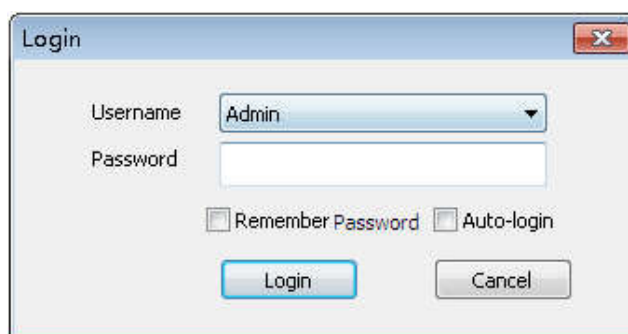 Login
Username Admin
Password
Remember Password Auto-login
Login Cancel